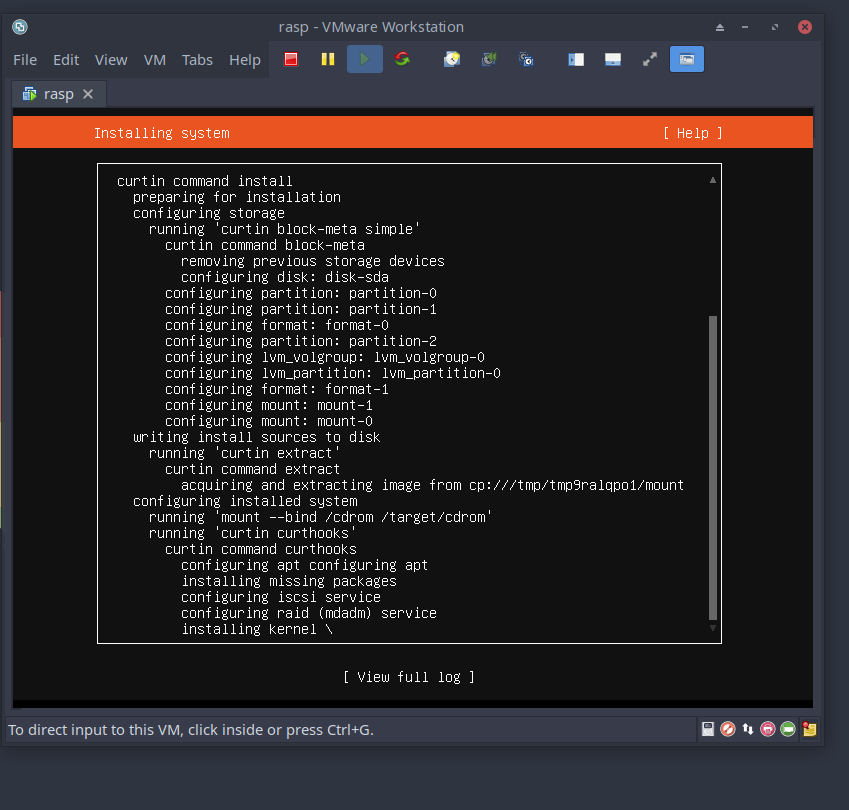 rasp - VMware Workstation
File Edit View VM Tabs Help
rasp
Installing system [ Help ]
curtin command install
preparing for installation
configuring storage
running 'curtin block-meta simple'
curtin command block-meta
removing previous storage devices
configuring disk: disk-sda
configuring partition: partition-0
configuring partition: partition-1
configuring format: format-0
configuring partition: partition-2
configuring lvm_volgroup: lvm_volgroup-0
configuring lvm_partition: lvm_partition-0
configuring format: format-1
configuring mount: mount-1
configuring mount: mount-0
writing install sources to disk
running 'curtin extract'
curtin command extract
acquiring and extracting image from cp:///tmp/tmp9ralqpo1/mount
configuring installed system
running 'mount --bind /cdrom /target/cdrom'
running 'curtin curthooks'
curtin command curthooks
configuring apt configuring apt
installing missing packages
configuring iscsi service
configuring raid (mdadm) service
installing kernel \
[ View full log ]
To direct input to this VM, click inside or press Ctrl+G.